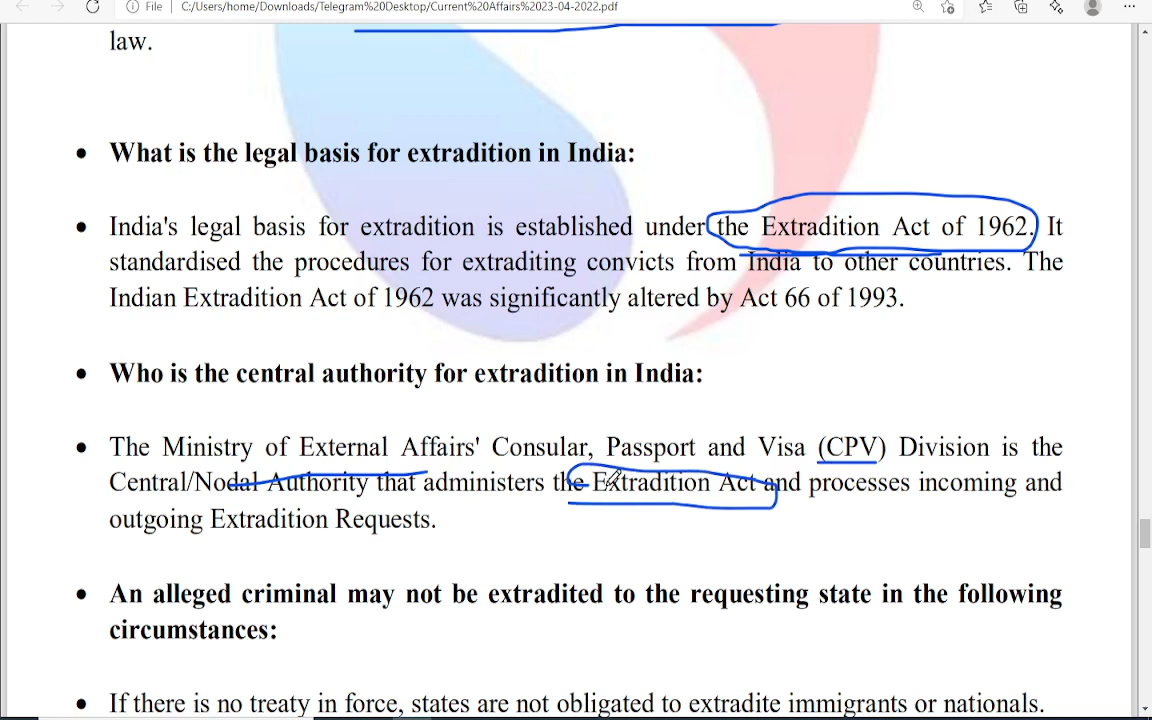 File
C:/Users/home/Downloads/Telegram%20Desktop/Current%20Affairs%2023-04-2022.pdf
law.
• What is the legal basis for extradition in India:
• India's legal basis for extradition is established under the Extradition Act of 1962. It
standardised the procedures for extraditing convicts from India to other countries. The
Indian Extradition Act of 1962 was significantly altered by Act 66 of 1993.
• Who is the central authority for extradition in India:
• The Ministry of External Affairs' Consular, Passport and Visa (CPV) Division is the
Central/Nodal Authority that administers the Extradition Act and processes incoming and
outgoing Extradition Requests.
• An alleged criminal may not be extradited to the requesting state in the following
circumstances:
• If there is no treaty in force, states are not obligated to extradite immigrants or nationals.